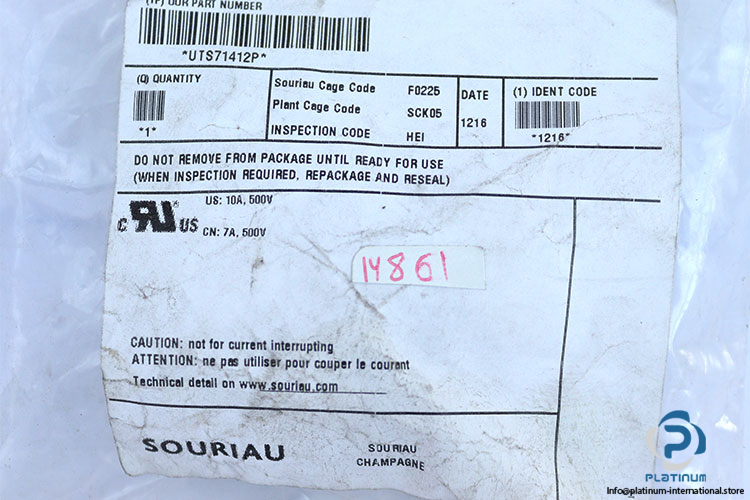 (1P) OUR PART NUMBER
*UTS71412P*
(Q) QUANTITY
*1*
Souriau Cage Code F0225
Plant Cage Code SCK05
INSPECTION CODE HEI
DATE
1216
(1) IDENT CODE
*1216*
DO NOT REMOVE FROM PACKAGE UNTIL READY FOR USE
(WHEN INSPECTION REQUIRED, REPACKAGE AND RESEAL)
C RU ® US
US: 10A, 500V
CN: 7A, 500V
14861
CAUTION: not for current interrupting
ATTENTION: ne pas utiliser pour couper le courant
Technical detail on www.souriau.com
SOURIAU
SOURIAU
CHAMPAGNE
PLATINUM
Info@platinum-international.store